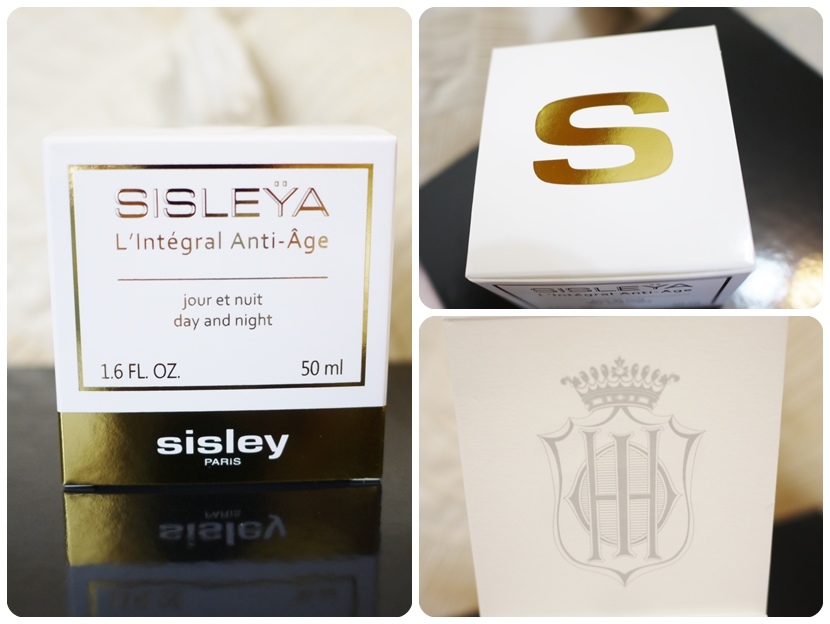 SISLEŸA
L'Intégral Anti-Âge
jour et nuit
day and night
1.6 FL. OZ. 50 ml
sisley
PARIS
S
SISLEŸA
L'Intégral Anti-Âge